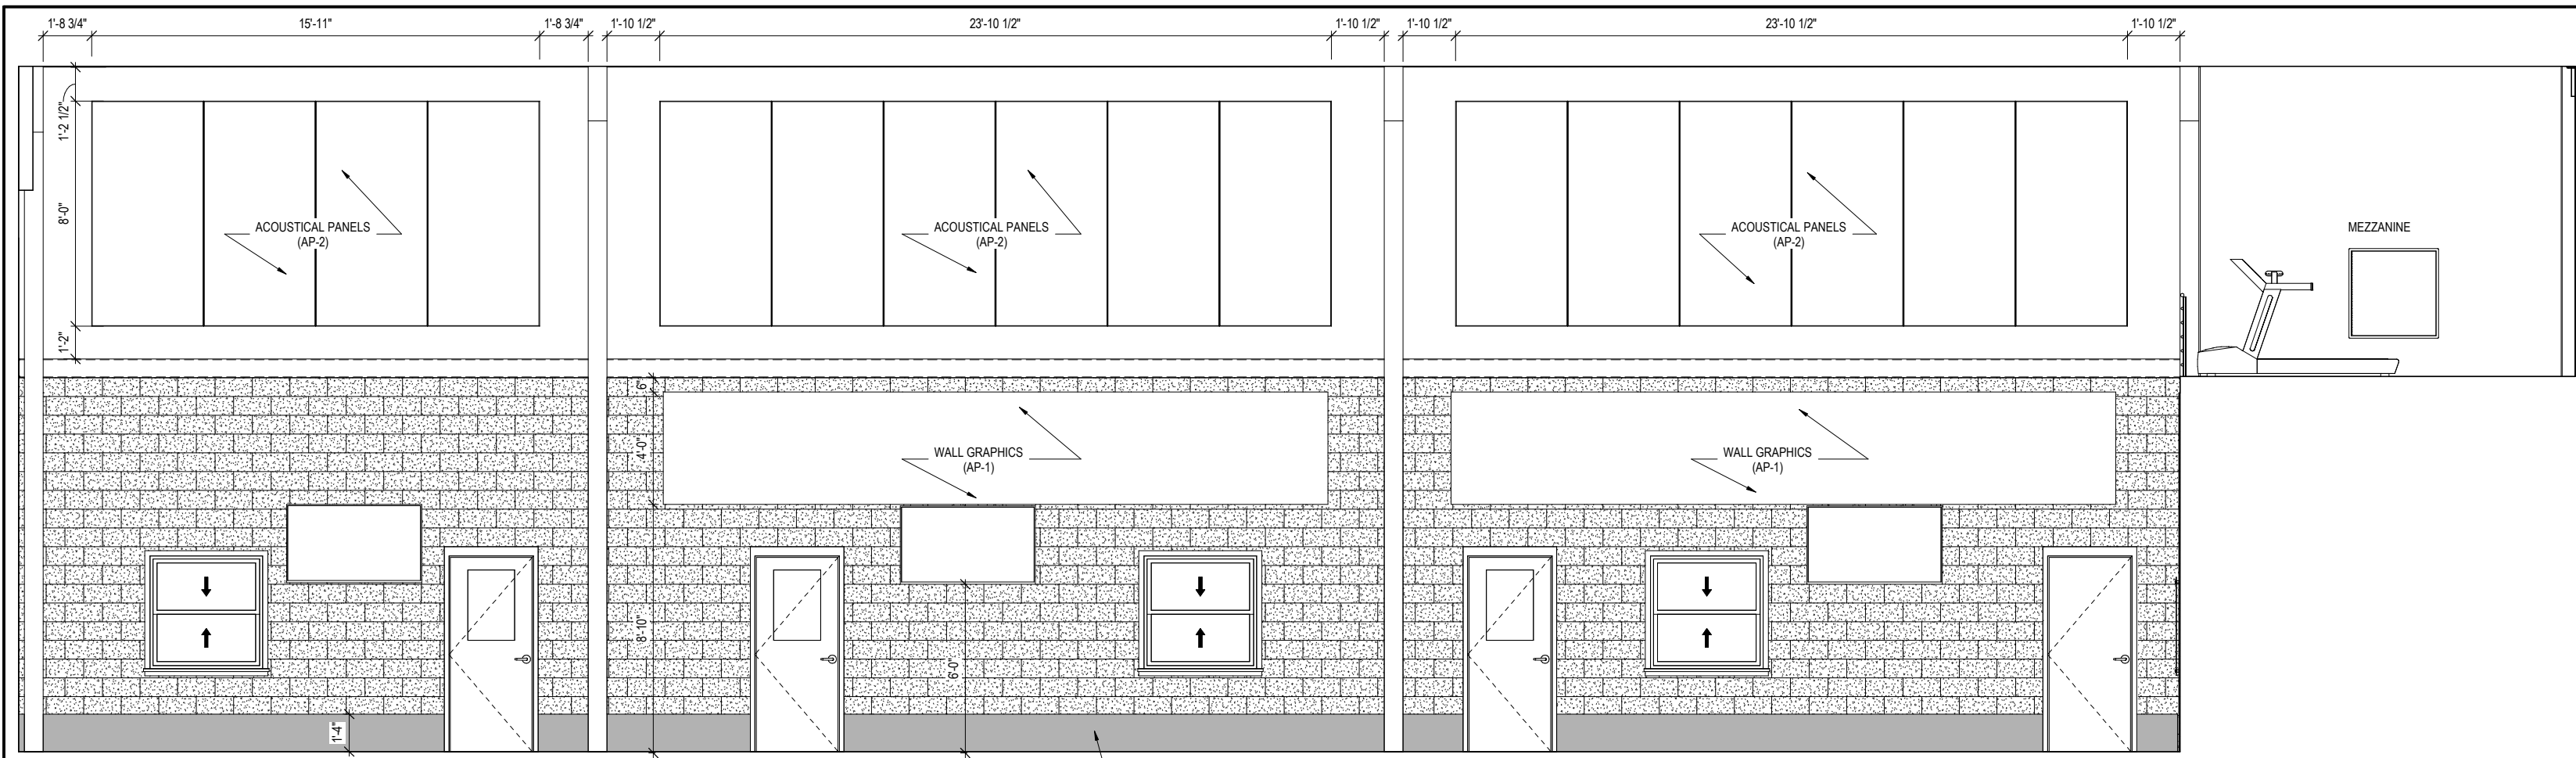 1'-8 3/4"
15'-11"
1'-8 3/4"
1'-10 1/2"
23'-10 1/2"
1'-10 1/2"
1'-10 1/2"
23'-10 1/2"
1'-10 1/2"
1'-2 1/2"
8'-0"
1'-2"
ACOUSTICAL PANELS
(AP-2)
ACOUSTICAL PANELS
(AP-2)
ACOUSTICAL PANELS
(AP-2)
MEZZANINE
6"
4'-0"
WALL GRAPHICS
(AP-1)
WALL GRAPHICS
(AP-1)
8'-10"
6'-0"
1'-4"